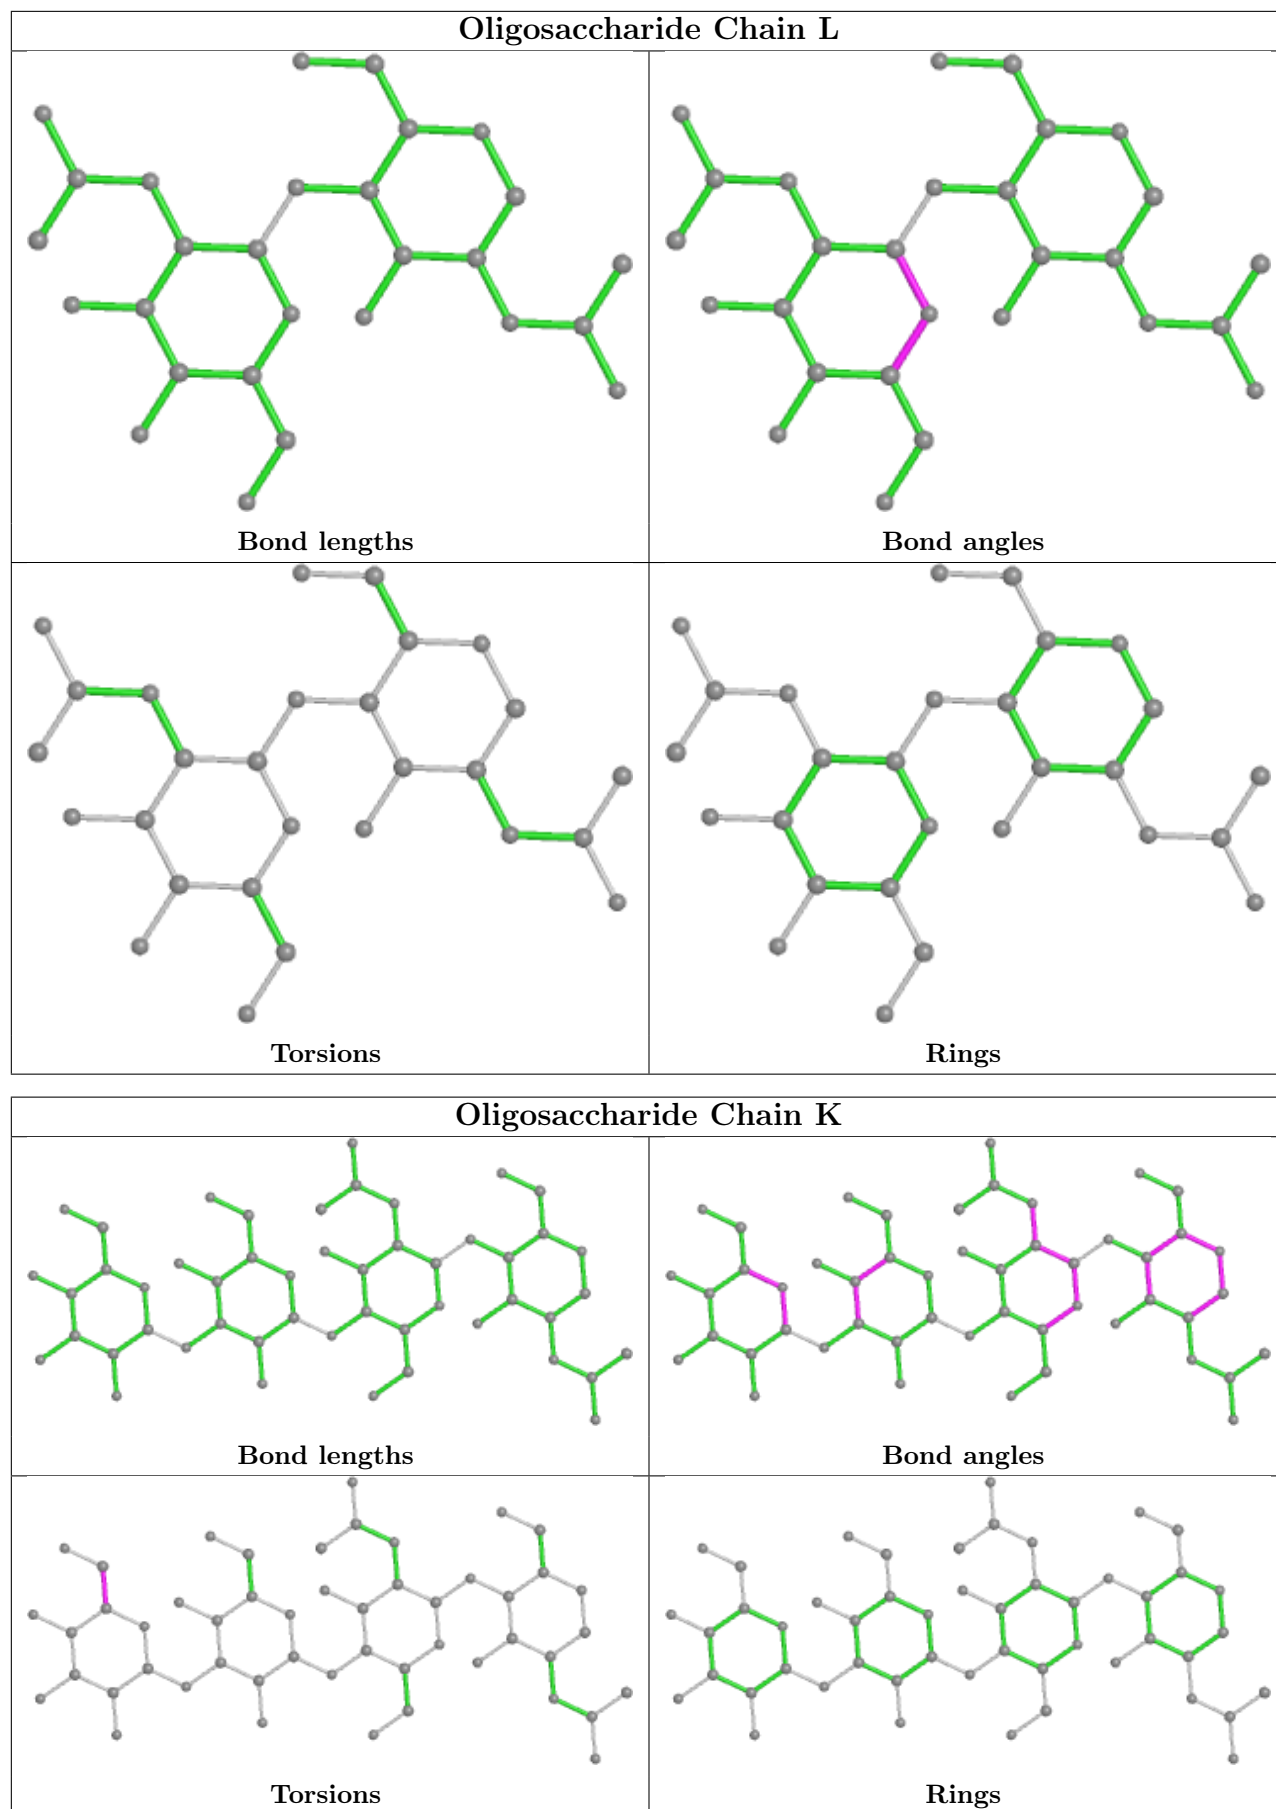 Oligosaccharide Chain L
Bond lengths
Bond angles
Torsions
Rings
Oligosaccharide Chain K
Bond lengths
Bond angles
Torsions
Rings